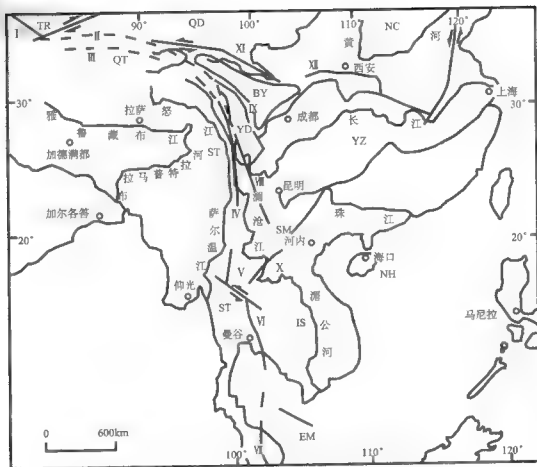 90° 100° 110° 120°
I TR II QD XI NC 黄 河
III QT XII 西安
BY 上海
30° 30°
雅鲁藏布江 拉萨 怒江 IX 成都 长江
加德满都 ST YD YZ
布拉马普特拉河 VIII 昆明
加尔各答 萨尔温江 IV 澜沧江 珠江
20° SM 河内 20°
V X 海口
NH
仰光
ST VI IS 湄公河 马尼拉
曼谷
EM
0 600km VII
100° 110° 120°